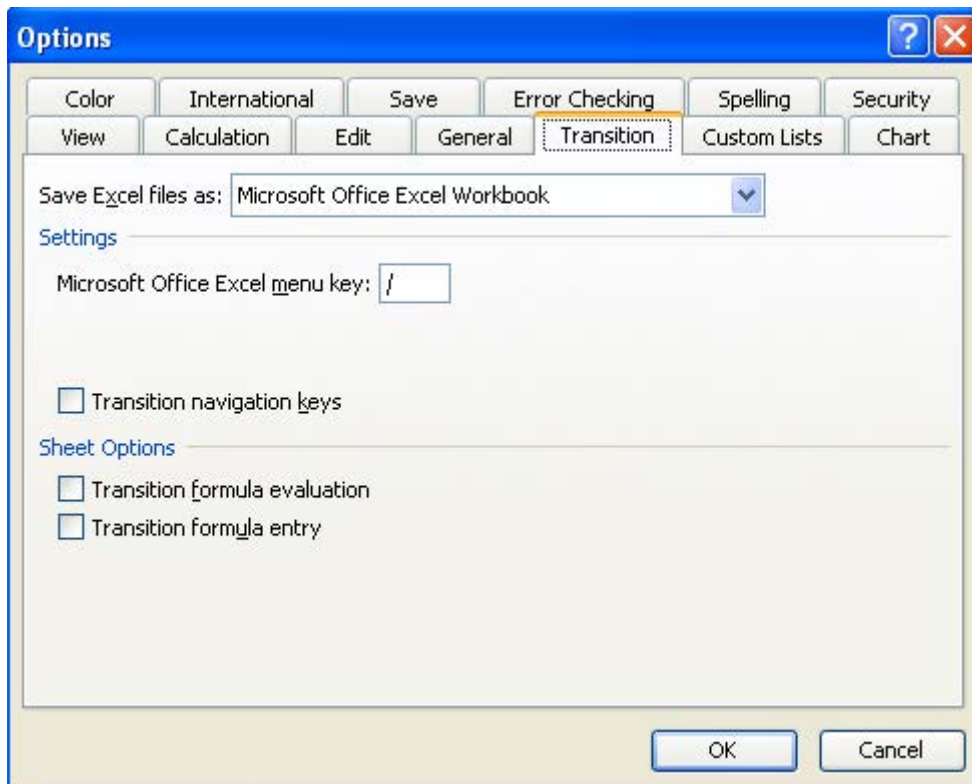 Options
Color International Save Error Checking Spelling Security
View Calculation Edit General Transition Custom Lists Chart
Save Excel files as: Microsoft Office Excel Workbook
Settings
Microsoft Office Excel menu key: /
Transition navigation keys
Sheet Options
Transition formula evaluation
Transition formula entry
OK Cancel